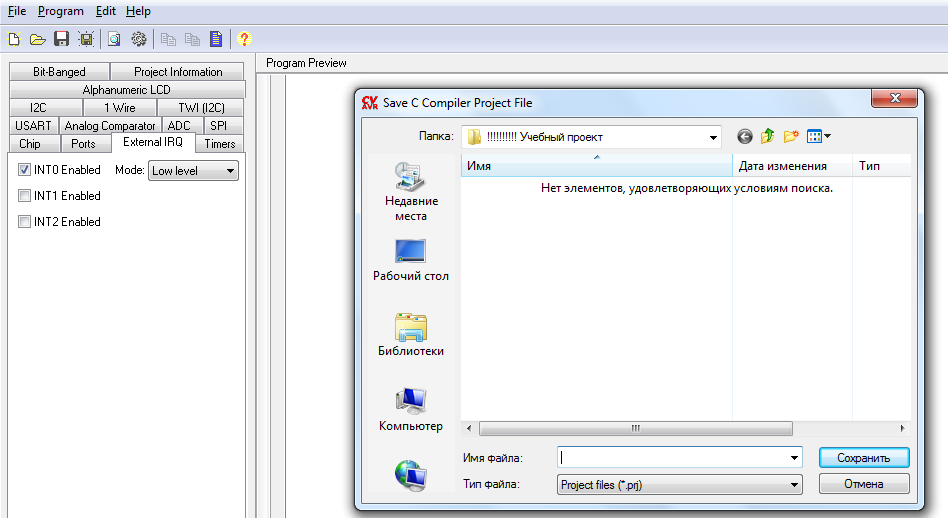 File Program Edit Help
Program Preview
Bit-Banged Project Information
Alphanumeric LCD
I2C 1 Wire TWI (I2C)
USART Analog Comparator ADC SPI
Chip Ports External IRQ Timers
INT0 Enabled Mode: Low level
INT1 Enabled
INT2 Enabled
CV AVR Save C Compiler Project File
Папка: !!!!!!!!!! Учебный проект
Имя Дата изменения Тип
Нет элементов, удовлетворяющих условиям поиска.
Недавние
места
Рабочий стол
Библиотеки
Компьютер
Имя файла: Сохранить
Тип файла: Project files (*.prj) Отмена